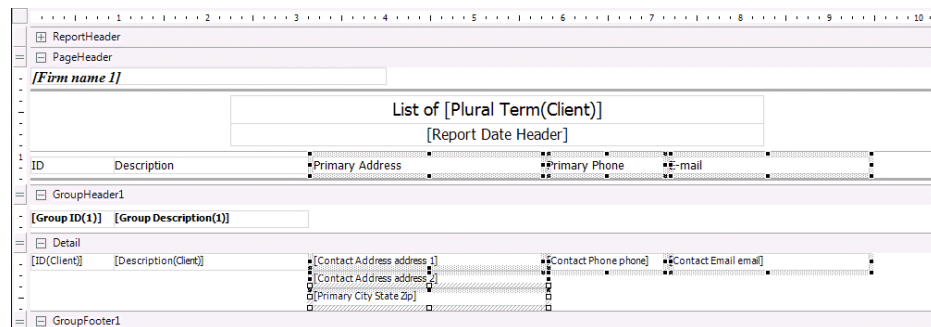 1 2 3 4 5 6 7 8 9 10
ReportHeader
PageHeader
[Firm name 1]
List of [Plural Term(Client)]
[Report Date Header]
1
ID Description Primary Address Primary Phone E-mail
GroupHeader1
[Group ID(1)] [Group Description(1)]
Detail
[ID(Client)] [Description(Client)] [Contact Address address 1] [Contact Phone phone] [Contact Email email]
[Contact Address address 2]
[Primary City State Zip]
GroupFooter1